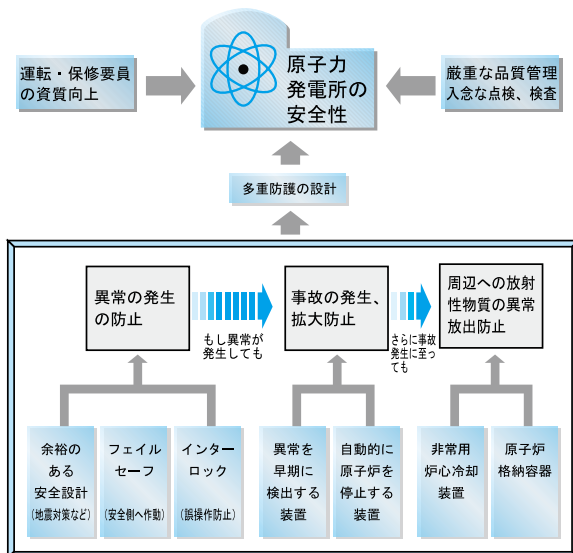 運転・保修要員
の資質向上
原子力
発電所の
安全性
厳重な品質管理
入念な点検、検査
多重防護の設計
異常の発生
の防止
もし異常が
発生しても
事故の発生、
拡大防止
さらに事故
発生に至っ
ても
周辺への放射
性物質の異常
放出防止
余裕の
ある
安全設計
(地震対策など)
フェイル
セーフ
(安全側へ作動)
インター
ロック
(誤操作防止)
異常を
早期に
検出する
装置
自動的に
原子炉を
停止する
装置
非常用
炉心冷却
装置
原子炉
格納容器